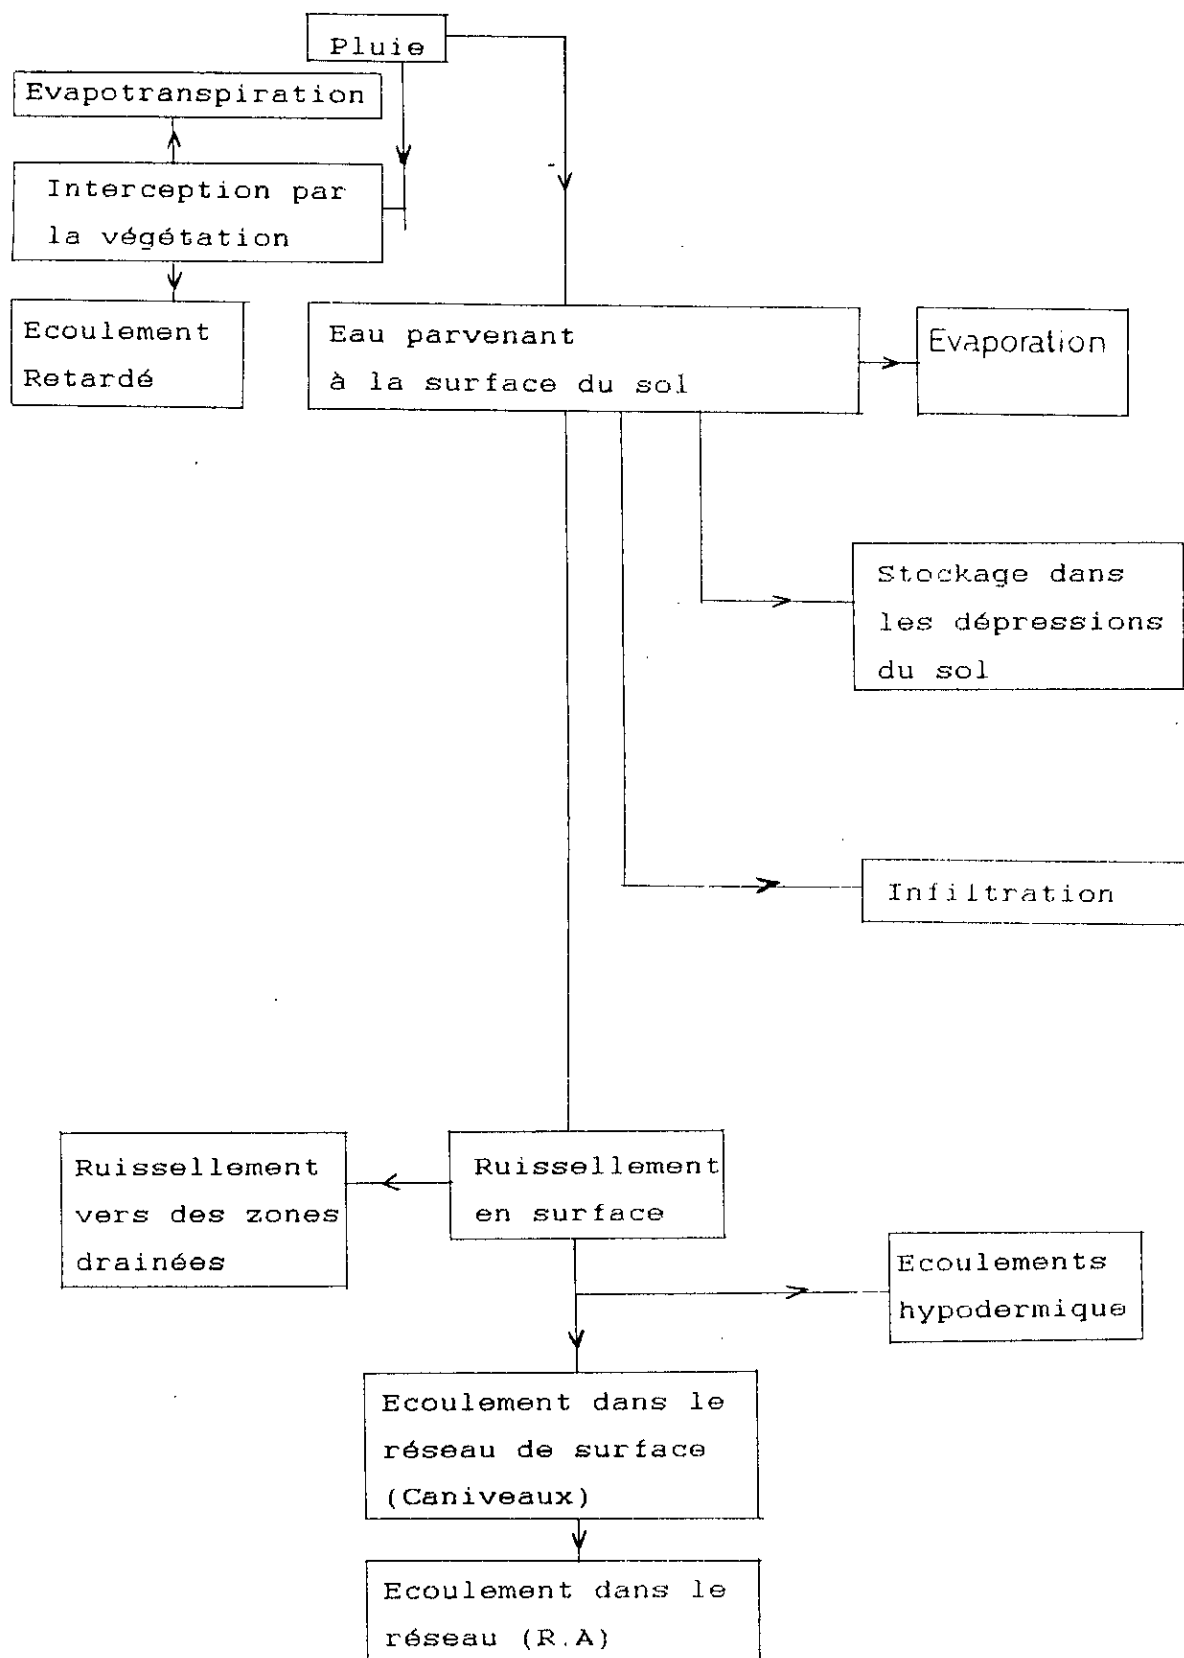 Pluie
Evapotranspiration
Interception par
la végétation
Ecoulement
Retardé
Eau parvenant
à la surface du sol
Evaporation
Stockage dans
les dépressions
du sol
Infiltration
Ruissellement
vers des zones
drainées
Ruissellement
en surface
Ecoulements
hypodermique
Ecoulement dans le
réseau de surface
(Caniveaux)
Ecoulement dans le
réseau (R.A)